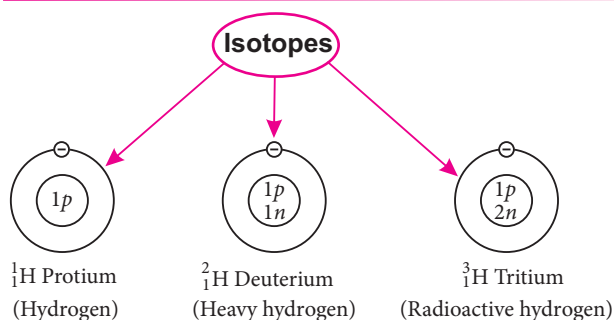 Isotopes
−
−
−
1p
1p
1n
1p
2n
¹₁H Protium
(Hydrogen)
²₁H Deuterium
(Heavy hydrogen)
³₁H Tritium
(Radioactive hydrogen)